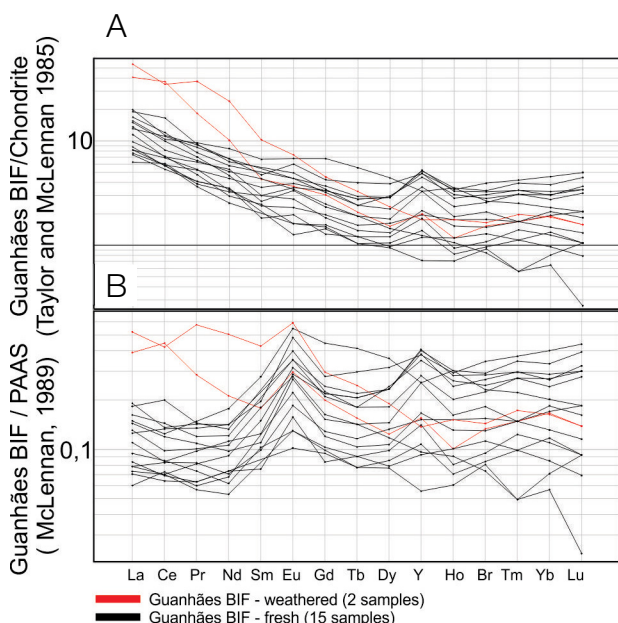 A
Guanhães BIF/Chondrite
(Taylor and McLennan 1985)
10
B
Guanhães BIF / PAAS
( McLennan, 1989)
0,1
La Ce Pr Nd Sm Eu Gd Tb Dy Y Ho Br Tm Yb Lu
Guanhães BIF - weathered (2 samples)
Guanhães BIF - fresh (15 samples)